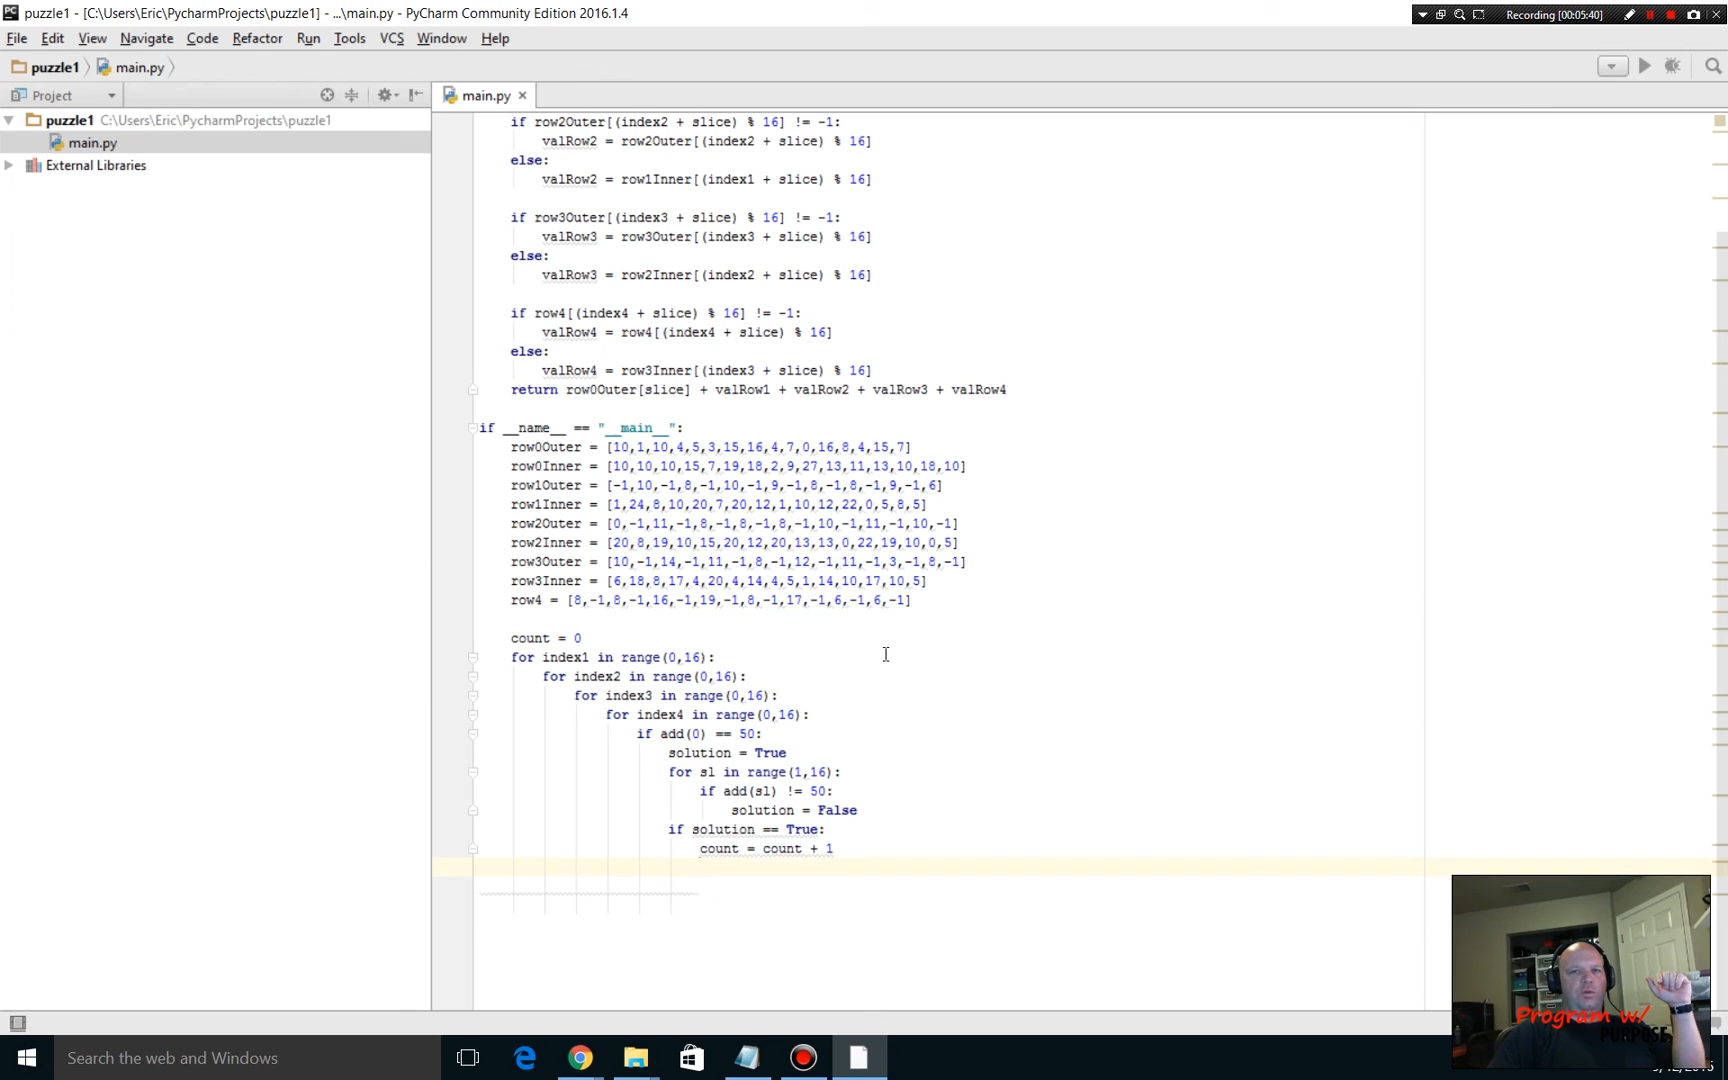 puzzle1 - [C:\Users\Eric\PycharmProjects\puzzle1] - ...\main.py - PyCharm Community Edition 2016.1.4
Recording [00:05:40]
File Edit View Navigate Code Refactor Run Tools VCS Window Help
puzzle1 main.py
Project
main.py
puzzle1 C:\Users\Eric\PycharmProjects\puzzle1
main.py
External Libraries
if row2Outer[(index2 + slice) % 16] != -1:
valRow2 = row2Outer[(index2 + slice) % 16]
else:
valRow2 = row1Inner[(index1 + slice) % 16]
if row3Outer[(index3 + slice) % 16] != -1:
valRow3 = row3Outer[(index3 + slice) % 16]
else:
valRow3 = row2Inner[(index2 + slice) % 16]
if row4[(index4 + slice) % 16] != -1:
valRow4 = row4[(index4 + slice) % 16]
else:
valRow4 = row3Inner[(index3 + slice) % 16]
return row0Outer[slice] + valRow1 + valRow2 + valRow3 + valRow4
if __name__ == "__main__":
row0Outer = [10,1,10,4,5,3,15,16,4,7,0,16,8,4,15,7]
row0Inner = [10,10,10,15,7,19,18,2,9,27,13,11,13,10,18,10]
row1Outer = [-1,10,-1,8,-1,10,-1,9,-1,8,-1,8,-1,9,-1,6]
row1Inner = [1,24,8,10,20,7,20,12,1,10,12,22,0,5,8,5]
row2Outer = [0,-1,11,-1,8,-1,8,-1,8,-1,10,-1,11,-1,10,-1]
row2Inner = [20,8,19,10,15,20,12,20,13,13,0,22,19,10,0,5]
row3Outer = [10,-1,14,-1,11,-1,8,-1,12,-1,11,-1,3,-1,8,-1]
row3Inner = [6,18,8,17,4,20,4,14,4,5,1,14,10,17,10,5]
row4 = [8,-1,8,-1,16,-1,19,-1,8,-1,17,-1,6,-1,6,-1]
count = 0
for index1 in range(0,16):
for index2 in range(0,16):
for index3 in range(0,16):
for index4 in range(0,16):
if add(0) == 50:
solution = True
for sl in range(1,16):
if add(sl) != 50:
solution = False
if solution == True:
count = count + 1
Program w/
PURPOSE
Search the web and Windows